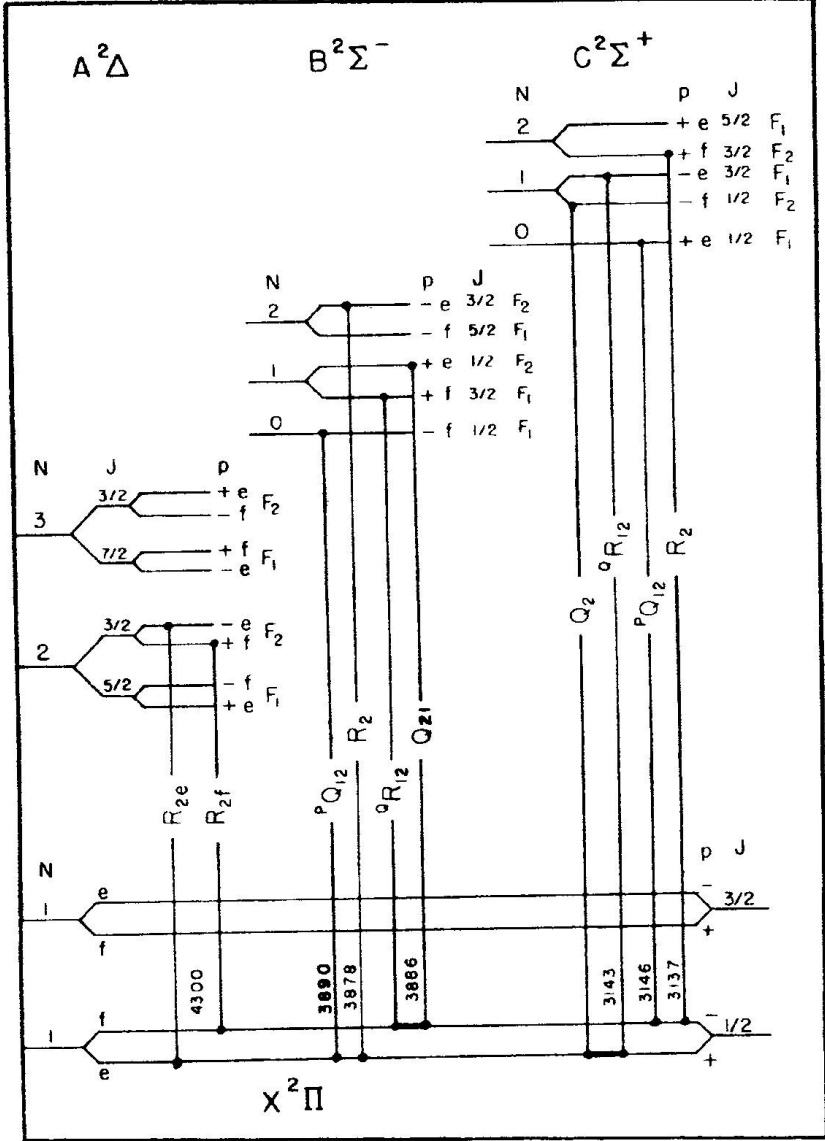 A²Δ B²Σ⁻ C²Σ⁺
N P J
2 + e 5/2 F₁
+ f 3/2 F₂
1 − e 3/2 F₁
− f 1/2 F₂
0 + e 1/2 F₁
N P J
2 − e 3/2 F₂
− f 5/2 F₁
1 + e 1/2 F₂
+ f 3/2 F₁
0 − f 1/2 F₁
N J P
3 3/2 + e F₂
− f
7/2 + f F₁
− e
2 3/2 − e F₂
+ f
5/2 − f F₁
+ e
R₂e R₂f ᴾQ₁₂ R₂ ᵠR₁₂ Q₂₁ Q₂ ᵠR₁₂ ᴾQ₁₂ R₂
N P J
1 e − 3/2
f +
4300 3890 3878 3886 3143 3146 3137
1 f − 1/2
e +
X²Π